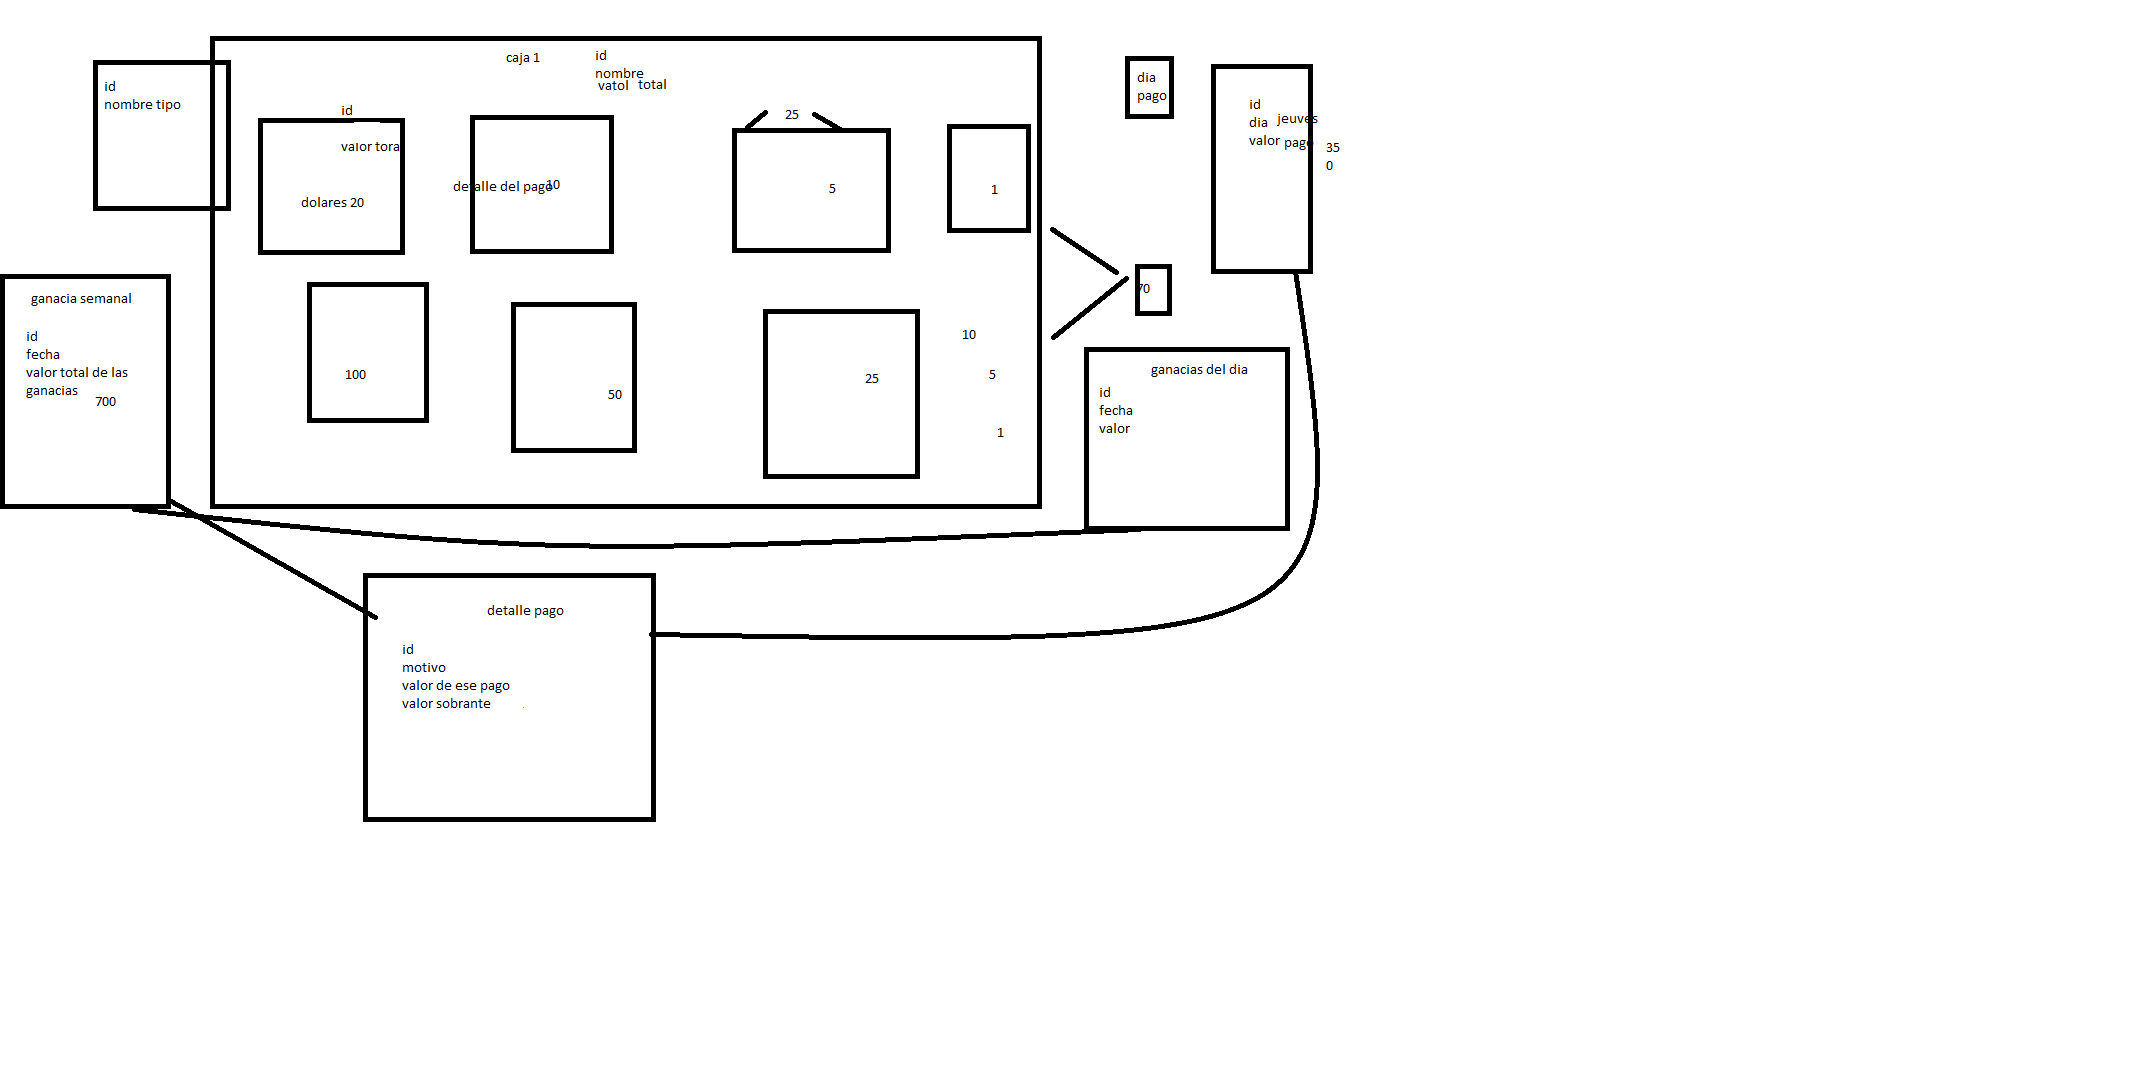 caja 1
id
nombre
vatol total
id
nombre tipo
id
valor tora
dolares 20
detalle del pago
10
25
5
1
dia
pago
id
dia jeuves
valor pago
35
0
ganacia semanal
id
fecha
valor total de las
ganacias
700
100
50
25
10
5
1
70
ganacias del dia
id
fecha
valor
detalle pago
id
motivo
valor de ese pago
valor sobrante